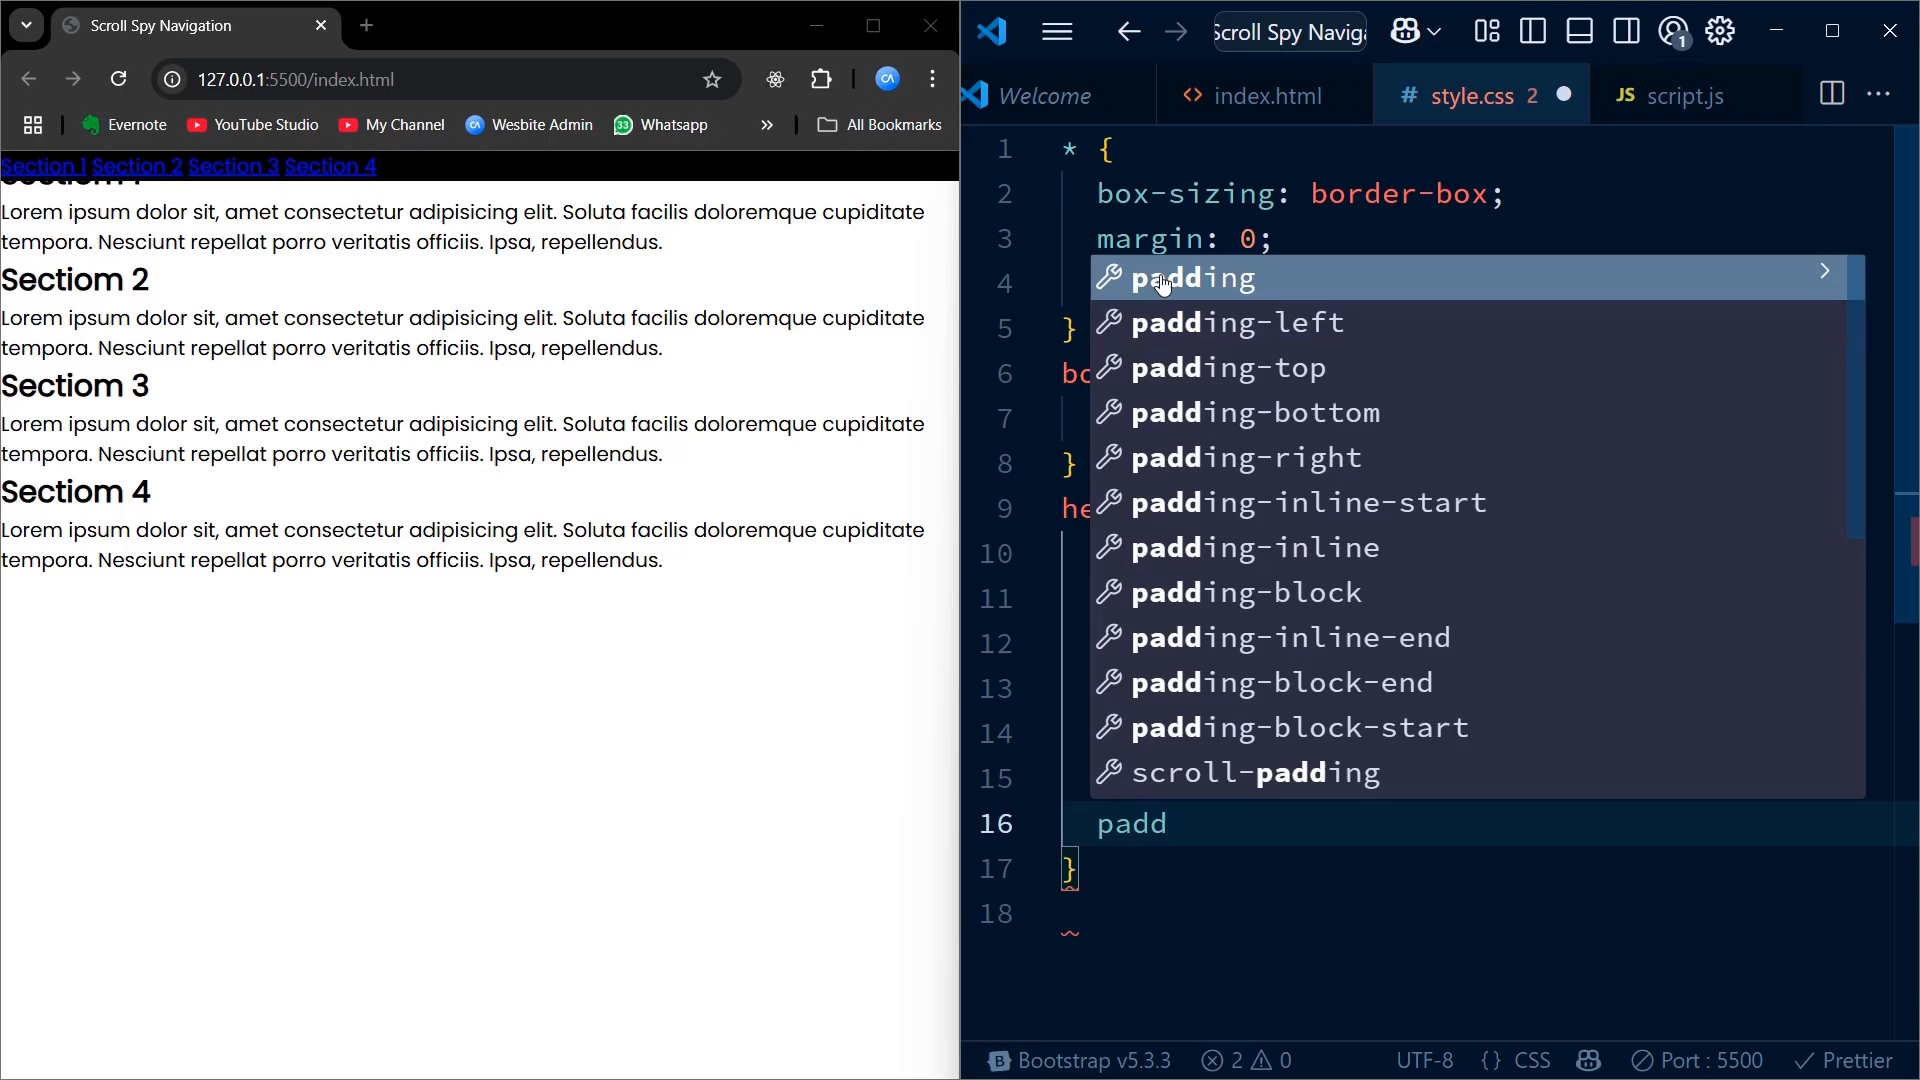 Scroll Spy Navigation
127.0.0.1:5500/index.html
Evernote
YouTube Studio
My Channel
Wesbite Admin
Whatsapp
»
All Bookmarks
Section 1 Section 2 Section 3 Section 4
Lorem ipsum dolor sit, amet consectetur adipisicing elit. Soluta facilis doloremque cupiditate
tempora. Nesciunt repellat porro veritatis officiis. Ipsa, repellendus.
Sectiom 2
Lorem ipsum dolor sit, amet consectetur adipisicing elit. Soluta facilis doloremque cupiditate
tempora. Nesciunt repellat porro veritatis officiis. Ipsa, repellendus.
Sectiom 3
Lorem ipsum dolor sit, amet consectetur adipisicing elit. Soluta facilis doloremque cupiditate
tempora. Nesciunt repellat porro veritatis officiis. Ipsa, repellendus.
Sectiom 4
Lorem ipsum dolor sit, amet consectetur adipisicing elit. Soluta facilis doloremque cupiditate
tempora. Nesciunt repellat porro veritatis officiis. Ipsa, repellendus.
Scroll Spy Naviga
1
Welcome
<> index.html
# style.css 2
JS script.js
1 * {
2 box-sizing: border-box;
3 margin: 0;
4
5 }
6 bo
7
8 }
9 he
10
11
12
13
14
15
padding
padding-left
padding-top
padding-bottom
padding-right
padding-inline-start
padding-inline
padding-block
padding-inline-end
padding-block-end
padding-block-start
scroll-padding
16 padd
17 }
18
Bootstrap v5.3.3
2
0
UTF-8
{} CSS
Port : 5500
Prettier